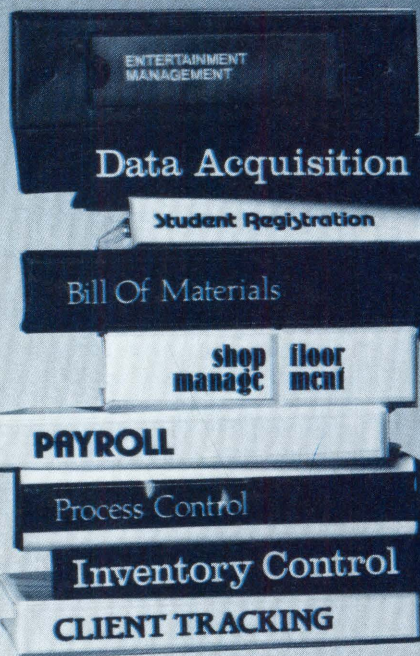 ENTERTAINMENT
MANAGEMENT
Data Acquisition
Student Registration
Bill Of Materials
shop floor
manage ment
PAYROLL
Process Control
Inventory Control
CLIENT TRACKING